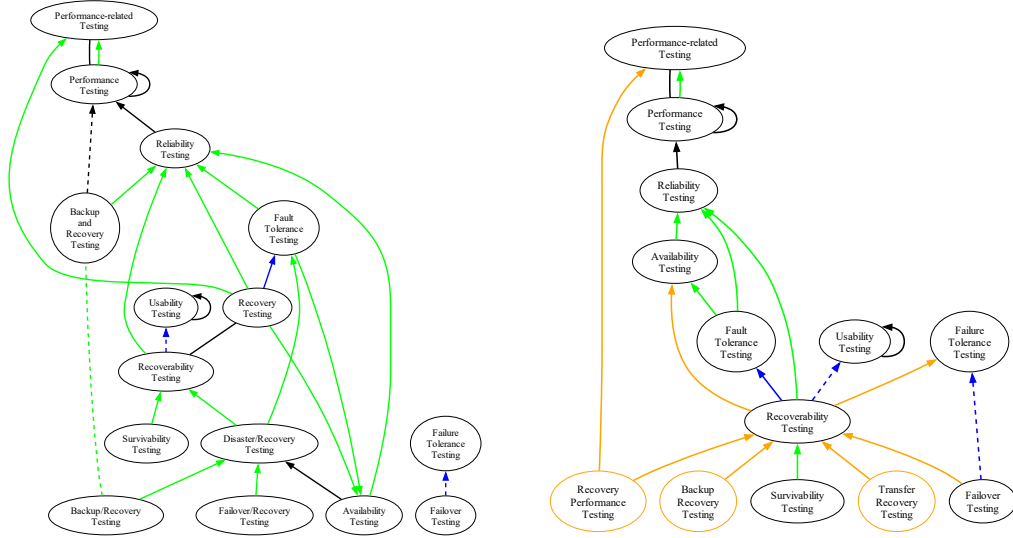 Performance-related
Testing
Performance
Testing
Reliability
Testing
Backup
and
Recovery
Testing
Fault
Tolerance
Testing
Usability
Testing
Recovery
Testing
Recoverability
Testing
Survivability
Testing
Disaster/Recovery
Testing
Failure
Tolerance
Testing
Backup/Recovery
Testing
Failover/Recovery
Testing
Availability
Testing
Failover
Testing
Performance-related
Testing
Performance
Testing
Reliability
Testing
Availability
Testing
Fault
Tolerance
Testing
Usability
Testing
Failure
Tolerance
Testing
Recoverability
Testing
Recovery
Performance
Testing
Backup
Recovery
Testing
Survivability
Testing
Transfer
Recovery
Testing
Failover
Testing